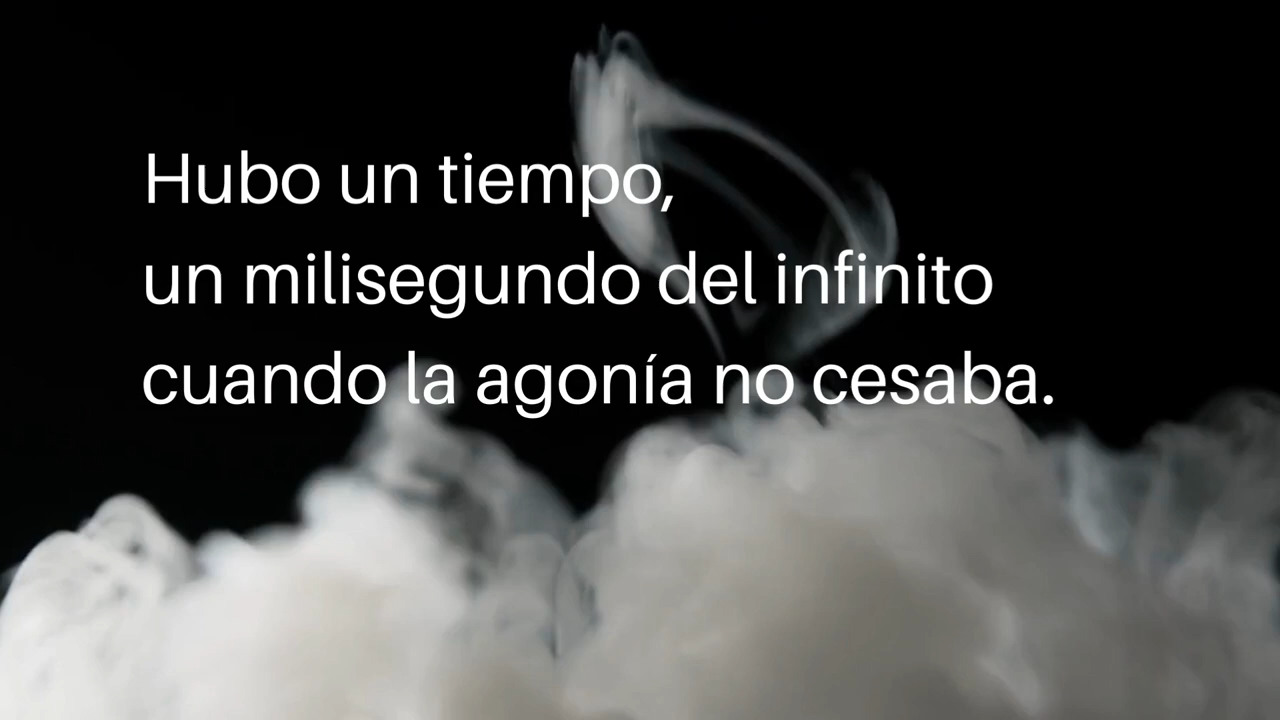 Hubo un tiempo,
un milisegundo del infinito
cuando la agonía no cesaba.